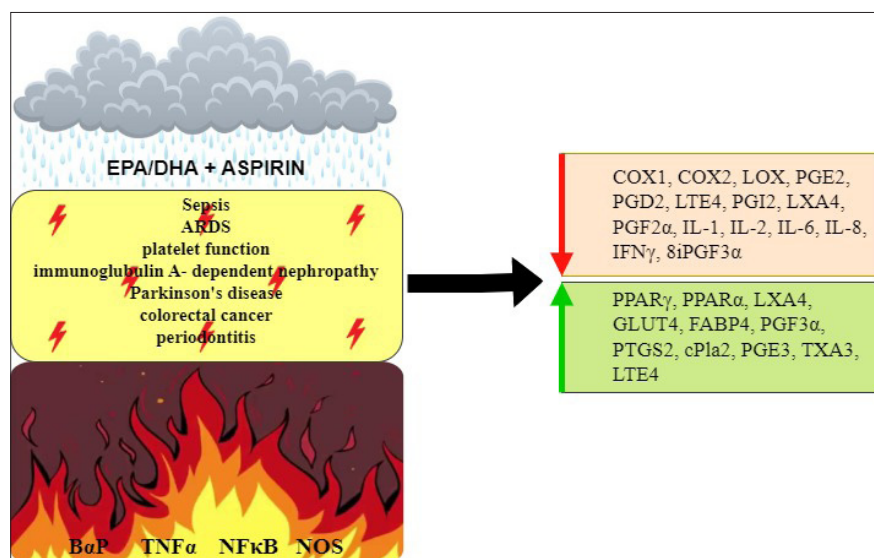 EPA/DHA + ASPIRIN
Sepsis
ARDS
platelet function
immunoglubulin A- dependent nephropathy
Parkinson's disease
colorectal cancer
periodontitis
BαP TNFα NFκB NOS
COX1, COX2, LOX, PGE2,
PGD2, LTE4, PGI2, LXA4,
PGF2α, IL-1, IL-2, IL-6, IL-8,
IFNγ, 8iPGF3α
PPARγ, PPARα, LXA4,
GLUT4, FABP4, PGF3α,
PTGS2, cPla2, PGE3, TXA3,
LTE4